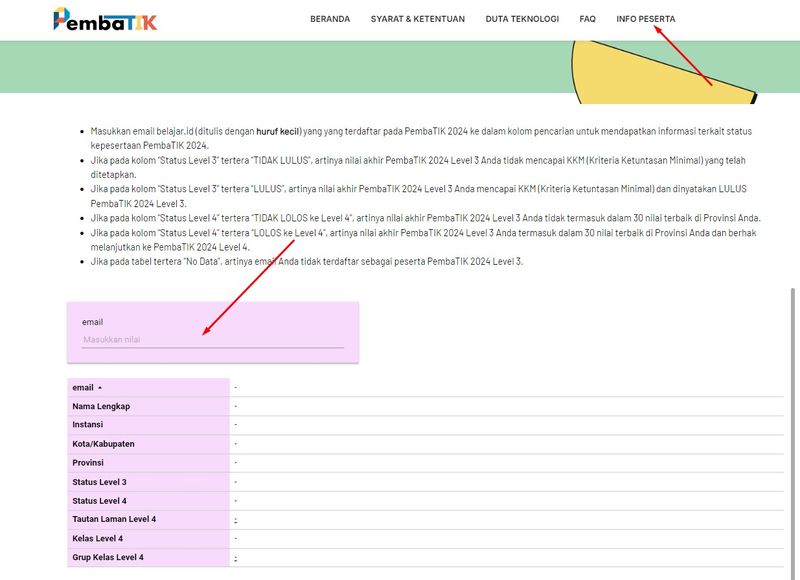 PembaTIK
BERANDA SYARAT & KETENTUAN DUTA TEKNOLOGI FAQ INFO PESERTA
• Masukkan email belajar.id (ditulis dengan huruf kecil) yang yang terdaftar pada PembaTIK 2024 ke dalam kolom pencarian untuk mendapatkan informasi terkait status
kepesertaan PembaTIK 2024.
• Jika pada kolom "Status Level 3" tertera "TIDAK LULUS", artinya nilai akhir PembaTIK 2024 Level 3 Anda tidak mencapai KKM (Kriteria Ketuntasan Minimal) yang telah
ditetapkan.
• Jika pada kolom "Status Level 3" tertera "LULUS", artinya nilai akhir PembaTIK 2024 Level 3 Anda mencapai KKM (Kriteria Ketuntasan Minimal) dan dinyatakan LULUS
PembaTIK 2024 Level 3.
• Jika pada kolom "Status Level 4" tertera "TIDAK LOLOS ke Level 4", artinya nilai akhir PembaTIK 2024 Level 3 Anda tidak termasuk dalam 30 nilai terbaik di Provinsi Anda.
• Jika pada kolom "Status Level 4" tertera "LOLOS ke Level 4", artinya nilai akhir PembaTIK 2024 Level 3 Anda termasuk dalam 30 nilai terbaik di Provinsi Anda dan berhak
melanjutkan ke PembaTIK 2024 Level 4.
• Jika pada tabel tertera "No Data", artinya email Anda tidak terdaftar sebagai peserta PembaTIK 2024 Level 3.
email
Masukkan nilai
email -
Nama Lengkap -
Instansi -
Kota/Kabupaten -
Provinsi -
Status Level 3 -
Status Level 4 -
Tautan Laman Level 4 -
Kelas Level 4 -
Grup Kelas Level 4 -